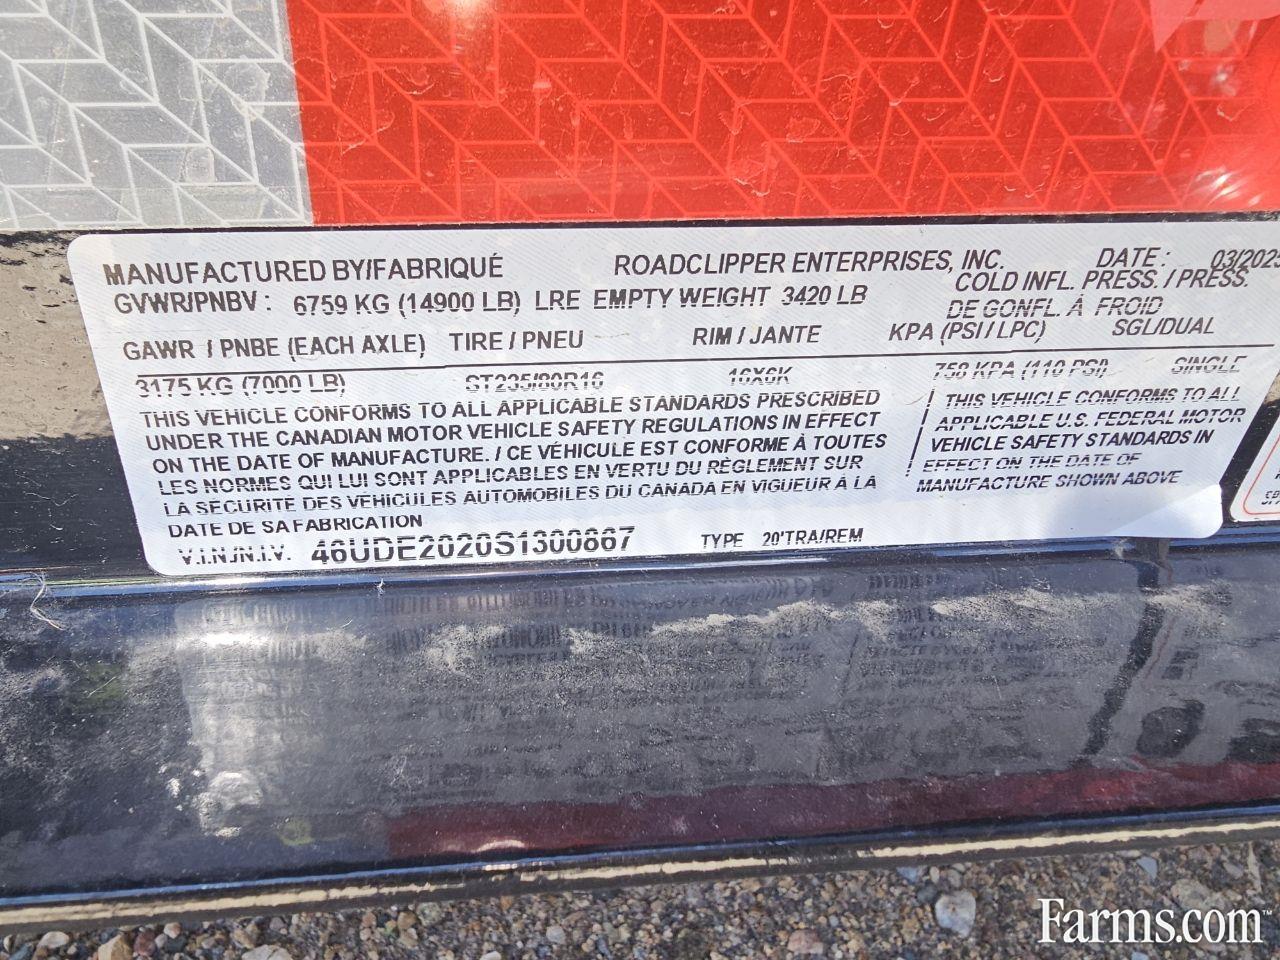 MANUFACTURED BY/FABRIQUÉ ROADCLIPPER ENTERPRISES, INC. DATE : 03/2025
GVWR/PNBV : 6759 KG (14900 LB) LRE EMPTY WEIGHT 3420 LB COLD INFL. PRESS. / PRESS.
DE GONFL. À FROID
GAWR / PNBE (EACH AXLE) TIRE / PNEU RIM / JANTE KPA (PSI / LPC) SGL/DUAL
3175 KG (7000 LB) ST235/80R16 16X6K 758 KPA (110 PSI) SINGLE
THIS VEHICLE CONFORMS TO ALL APPLICABLE STANDARDS PRESCRIBED
UNDER THE CANADIAN MOTOR VEHICLE SAFETY REGULATIONS IN EFFECT
ON THE DATE OF MANUFACTURE. / CE VÉHICULE EST CONFORME À TOUTES
LES NORMES QUI LUI SONT APPLICABLES EN VERTU DU RÈGLEMENT SUR
LA SÉCURITÉ DES VÉHICULES AUTOMOBILES DU CANADA EN VIGUEUR À LA
DATE DE SA FABRICATION
THIS VEHICLE CONFORMS TO ALL
APPLICABLE U.S. FEDERAL MOTOR
VEHICLE SAFETY STANDARDS IN
EFFECT ON THE DATE OF
MANUFACTURE SHOWN ABOVE
V.I.N./N.I.V. 46UDE2020S1300867 TYPE 20'TRA/REM
Farms.com™